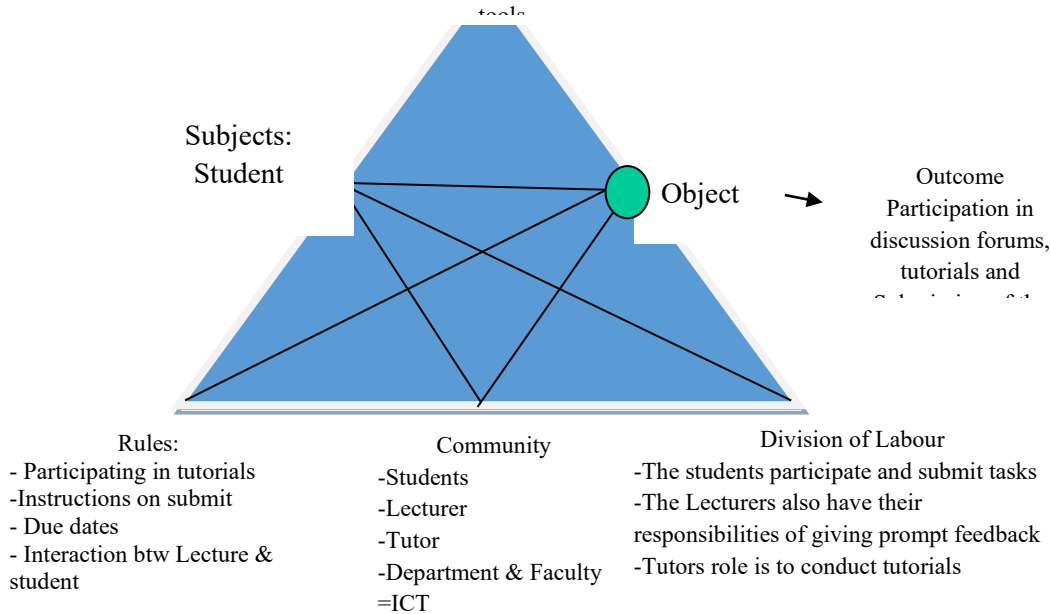 tools
Subjects:
Student
Object
Outcome
Participation in
discussion forums,
tutorials and
Rules:
- Participating in tutorials
-Instructions on submit
- Due dates
- Interaction btw Lecture &
student
Community
-Students
-Lecturer
-Tutor
-Department & Faculty
=ICT
Division of Labour
-The students participate and submit tasks
-The Lecturers also have their
responsibilities of giving prompt feedback
-Tutors role is to conduct tutorials